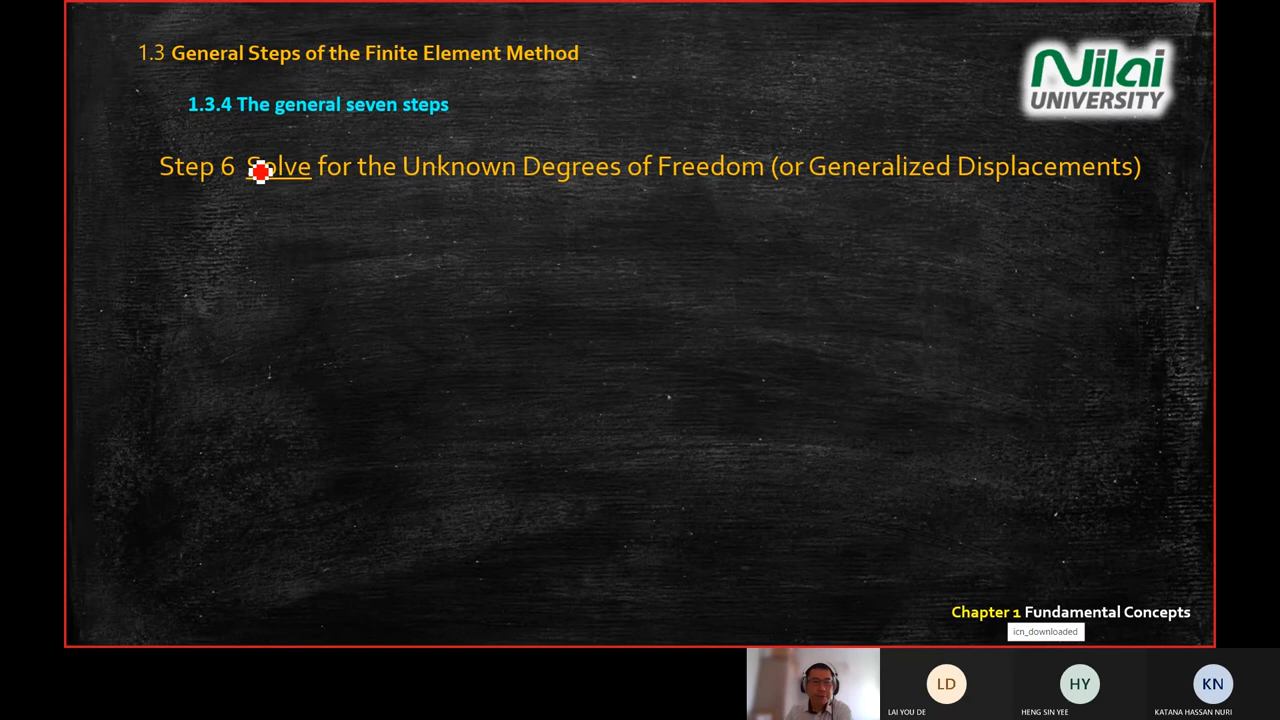 1.3 General Steps of the Finite Element Method
Nilai
UNIVERSITY
1.3.4 The general seven steps
Step 6 Solve for the Unknown Degrees of Freedom (or Generalized Displacements)
Chapter 1 Fundamental Concepts
icn_downloaded
LD
HY
KN
LAI YOU DE
HENG SIN YEE
KATANA HASSAN NURI